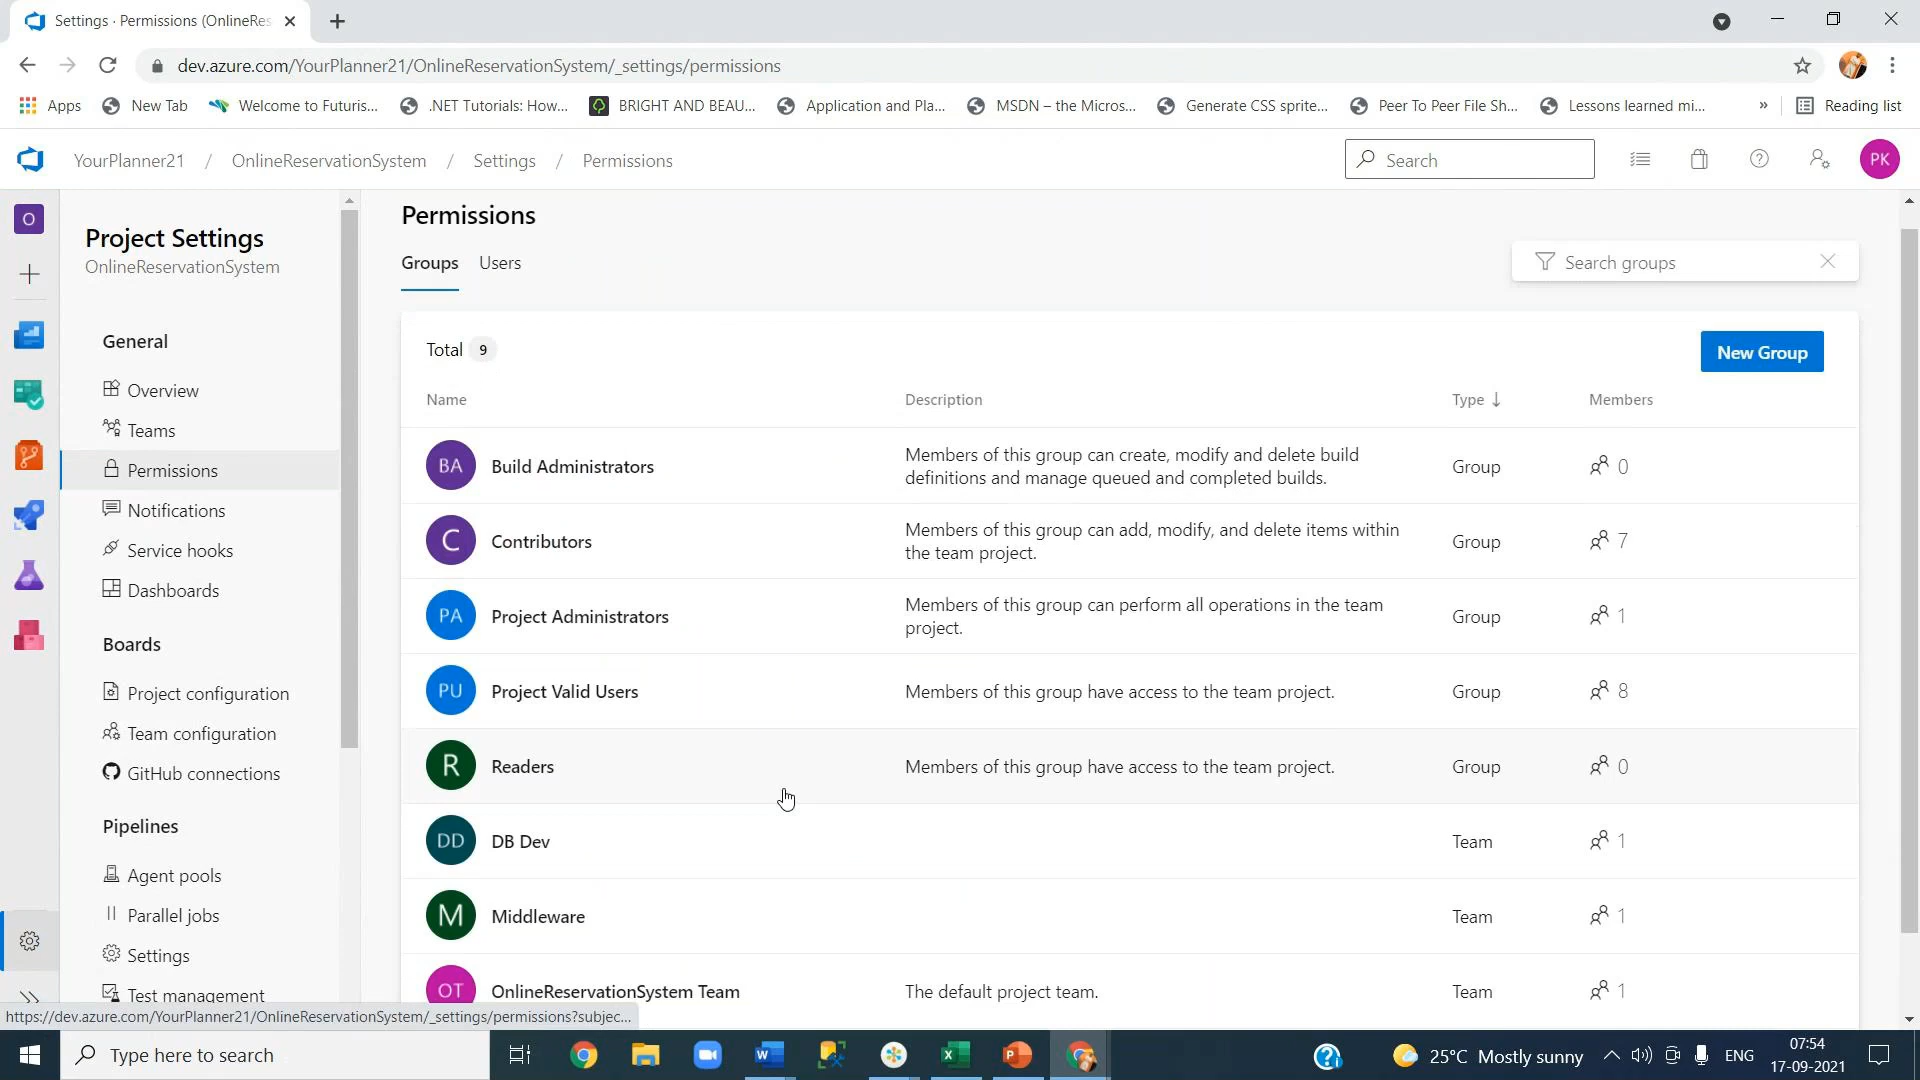 Settings · Permissions (OnlineRes
dev.azure.com/YourPlanner21/OnlineReservationSystem/_settings/permissions
Apps New Tab Welcome to Futuris... .NET Tutorials: How... BRIGHT AND BEAU... Application and Pla... MSDN – the Micros... Generate CSS sprite... Peer To Peer File Sh... Lessons learned mi... » Reading list
YourPlanner21 / OnlineReservationSystem / Settings / Permissions Search PK
O
Project Settings
OnlineReservationSystem
General
Overview
Teams
Permissions
Notifications
Service hooks
Dashboards
Boards
Project configuration
Team configuration
GitHub connections
Pipelines
Agent pools
Parallel jobs
Settings
Test management
Permissions
Groups Users
Search groups
Total 9
New Group
Name Description Type ↓ Members
BA Build Administrators Members of this group can create, modify and delete build Group 0
definitions and manage queued and completed builds.
C Contributors Members of this group can add, modify, and delete items within Group 7
the team project.
PA Project Administrators Members of this group can perform all operations in the team Group 1
project.
PU Project Valid Users Members of this group have access to the team project. Group 8
R Readers Members of this group have access to the team project. Group 0
DD DB Dev Team 1
M Middleware Team 1
OT OnlineReservationSystem Team The default project team. Team 1
https://dev.azure.com/YourPlanner21/OnlineReservationSystem/_settings/permissions?subjec...
Type here to search
25°C Mostly sunny
ENG
07:54
17-09-2021